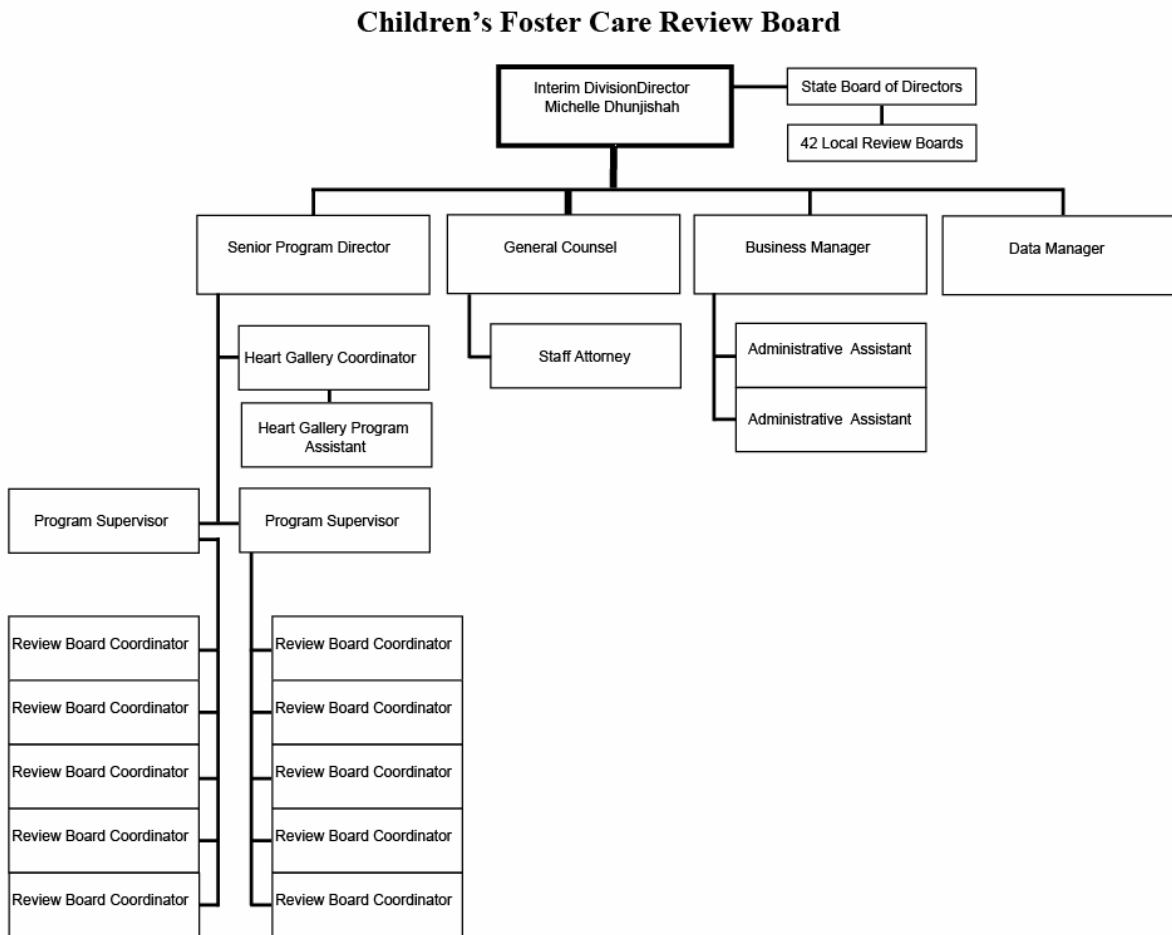 Children's Foster Care Review Board
Interim DivisionDirector
Michelle Dhunjishah
State Board of Directors
42 Local Review Boards
Senior Program Director
General Counsel
Business Manager
Data Manager
Heart Gallery Coordinator
Staff Attorney
Administrative Assistant
Heart Gallery Program
Assistant
Administrative Assistant
Program Supervisor
Program Supervisor
Review Board Coordinator
Review Board Coordinator
Review Board Coordinator
Review Board Coordinator
Review Board Coordinator
Review Board Coordinator
Review Board Coordinator
Review Board Coordinator
Review Board Coordinator
Review Board Coordinator